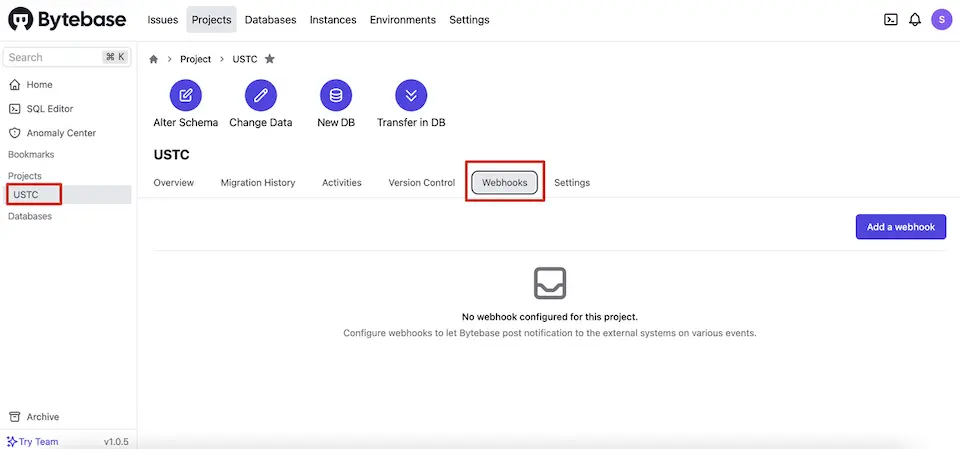 Bytebase Issues Projects Databases Instances Environments Settings S
Search ⌘ K
Home
SQL Editor
Anomaly Center
Bookmarks
Projects
USTC
Databases
Archive
Try Team v1.0.5
Project USTC
Alter Schema Change Data New DB Transfer in DB
USTC
Overview Migration History Activities Version Control Webhooks Settings
Add a webhook
No webhook configured for this project.
Configure webhooks to let Bytebase post notification to the external systems on various events.